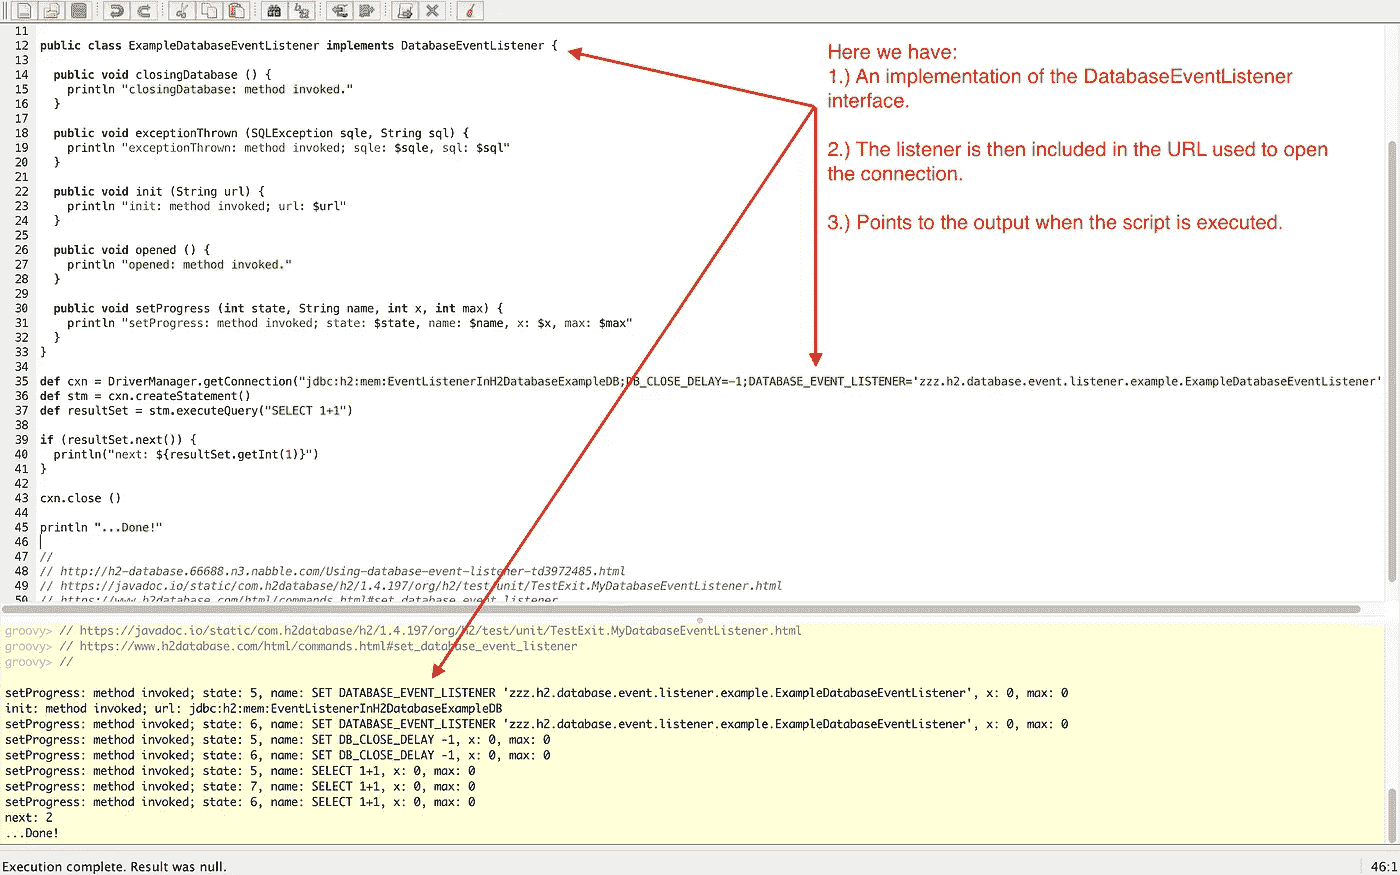 11
12 public class ExampleDatabaseEventListener implements DatabaseEventListener {
13
14 public void closingDatabase () {
15 println "closingDatabase: method invoked."
16 }
17
18 public void exceptionThrown (SQLException sqle, String sql) {
19 println "exceptionThrown: method invoked; sqle: $sqle, sql: $sql"
20 }
21
22 public void init (String url) {
23 println "init: method invoked; url: $url"
24 }
25
26 public void opened () {
27 println "opened: method invoked."
28 }
29
30 public void setProgress (int state, String name, int x, int max) {
31 println "setProgress: method invoked; state: $state, name: $name, x: $x, max: $max"
32 }
33 }
34
35 def cxn = DriverManager.getConnection("jdbc:h2:mem:EventListenerInH2DatabaseExampleDB;DB_CLOSE_DELAY=-1;DATABASE_EVENT_LISTENER='zzz.h2.database.event.listener.example.ExampleDatabaseEventListener'
36 def stm = cxn.createStatement()
37 def resultSet = stm.executeQuery("SELECT 1+1")
38
39 if (resultSet.next()) {
40 println("next: ${resultSet.getInt(1)}")
41 }
42
43 cxn.close ()
44
45 println "...Done!"
46
47 //
48 // http://h2-database.66688.n3.nabble.com/Using-database-event-listener-td3972485.html
49 // https://javadoc.io/static/com.h2database/h2/1.4.197/org/h2/test/unit/TestExit.MyDatabaseEventListener.html
50 // https://www.h2database.com/html/commands.html#set_database_event_listener
Here we have:
1.) An implementation of the DatabaseEventListener
interface.
2.) The listener is then included in the URL used to open
the connection.
3.) Points to the output when the script is executed.
groovy> // https://javadoc.io/static/com.h2database/h2/1.4.197/org/h2/test/unit/TestExit.MyDatabaseEventListener.html
groovy> // https://www.h2database.com/html/commands.html#set_database_event_listener
groovy> //
setProgress: method invoked; state: 5, name: SET DATABASE_EVENT_LISTENER 'zzz.h2.database.event.listener.example.ExampleDatabaseEventListener', x: 0, max: 0
init: method invoked; url: jdbc:h2:mem:EventListenerInH2DatabaseExampleDB
setProgress: method invoked; state: 6, name: SET DATABASE_EVENT_LISTENER 'zzz.h2.database.event.listener.example.ExampleDatabaseEventListener', x: 0, max: 0
setProgress: method invoked; state: 5, name: SET DB_CLOSE_DELAY -1, x: 0, max: 0
setProgress: method invoked; state: 6, name: SET DB_CLOSE_DELAY -1, x: 0, max: 0
setProgress: method invoked; state: 5, name: SELECT 1+1, x: 0, max: 0
setProgress: method invoked; state: 7, name: SELECT 1+1, x: 0, max: 0
setProgress: method invoked; state: 6, name: SELECT 1+1, x: 0, max: 0
next: 2
...Done!
Execution complete. Result was null.
46:1